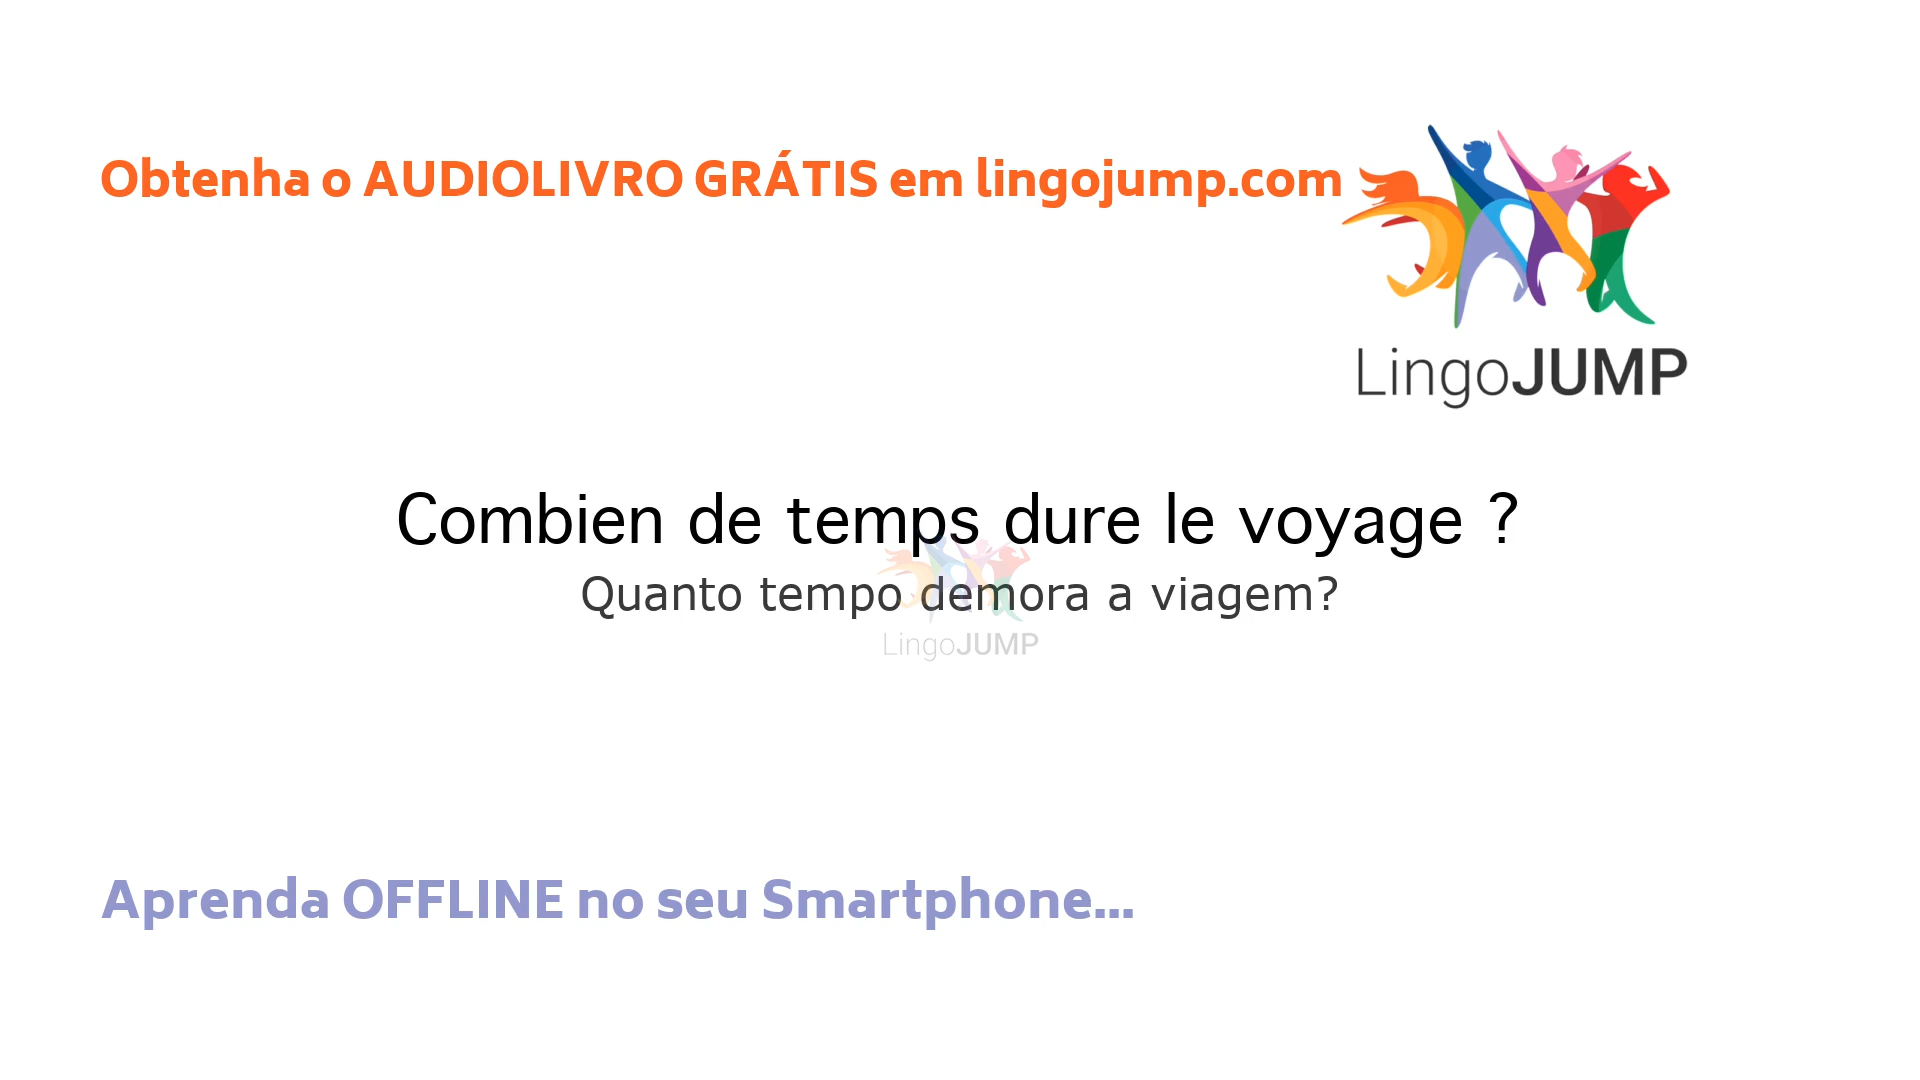 Obtenha o AUDIOLIVRO GRÁTIS em lingojump.com
LingoJUMP
Combien de temps dure le voyage ?
Quanto tempo demora a viagem?
LingoJUMP
Aprenda OFFLINE no seu Smartphone...